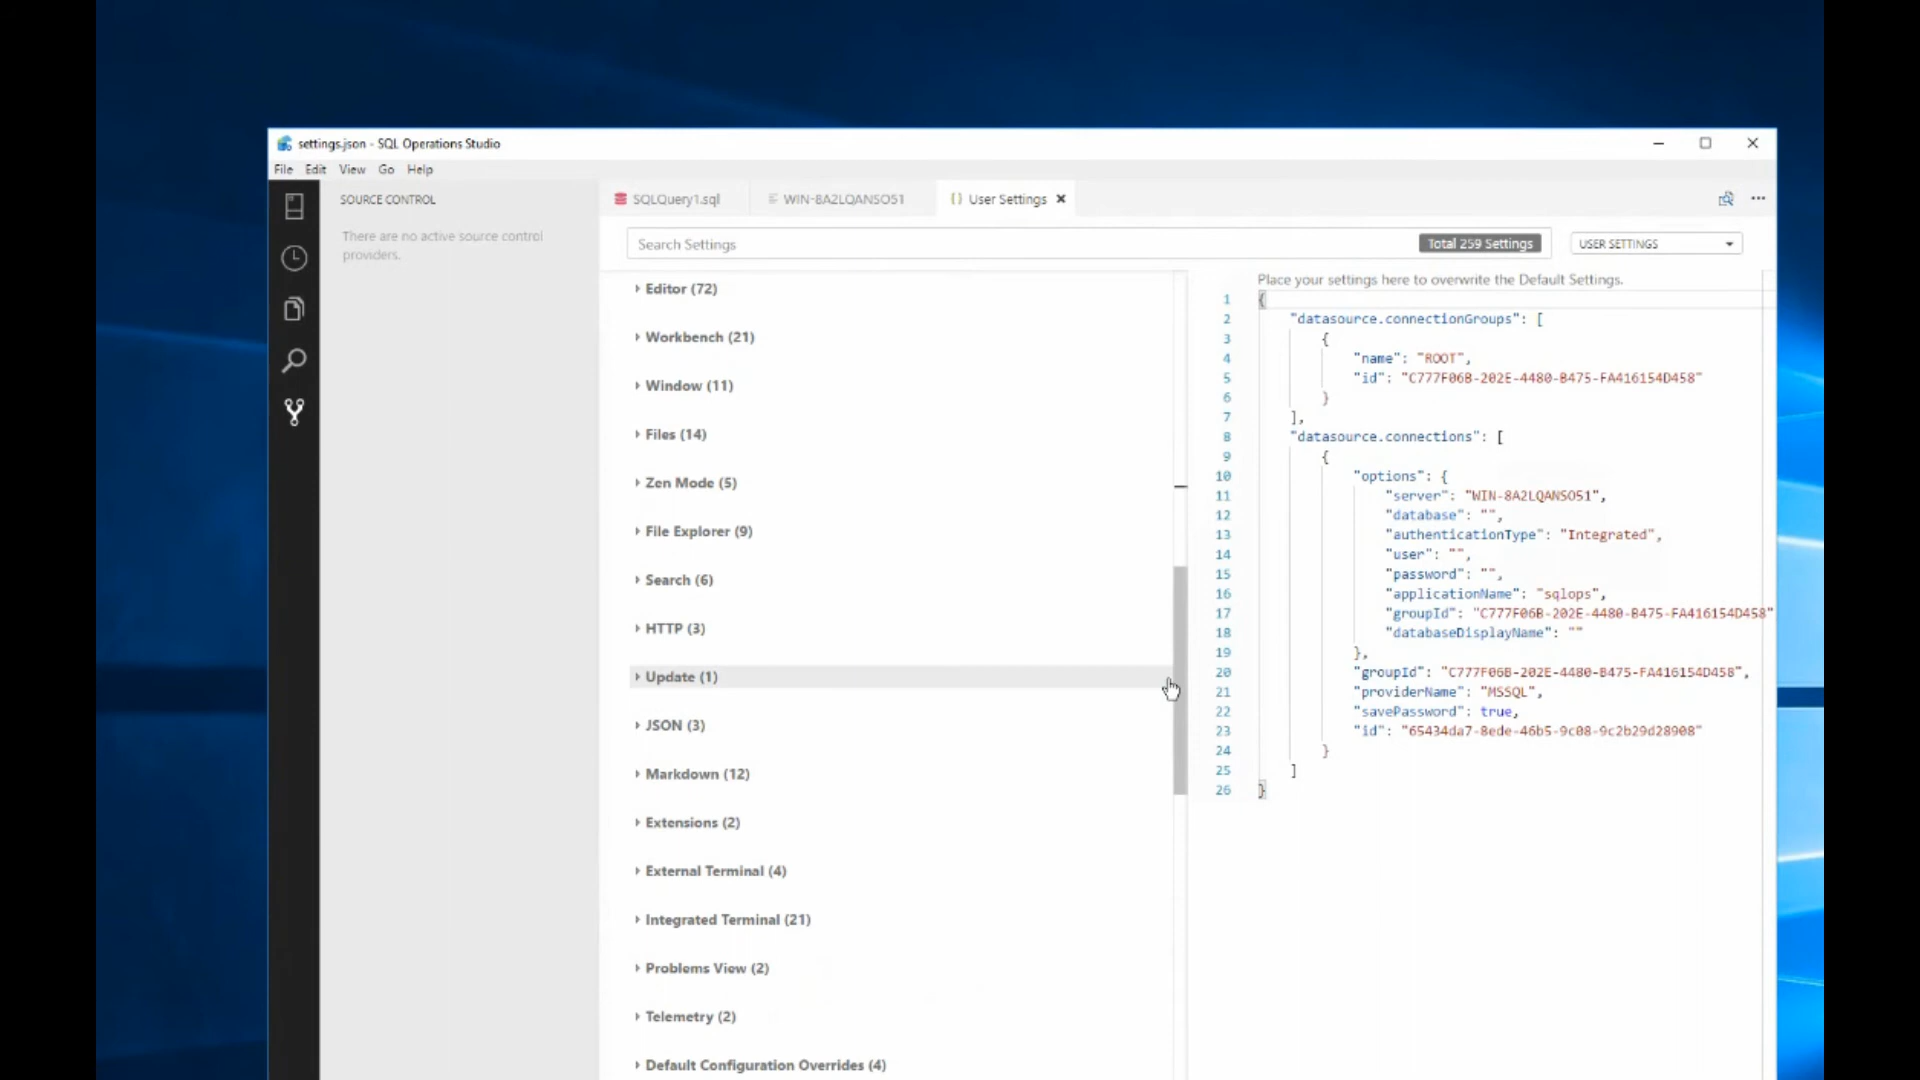 settings.json - SQL Operations Studio
File Edit View Go Help
SOURCE CONTROL
There are no active source control
providers.
SQLQuery1.sql
WIN-8A2LQANSO51
{} User Settings
Search Settings
Total 259 Settings
USER SETTINGS
Editor (72)
Workbench (21)
Window (11)
Files (14)
Zen Mode (5)
File Explorer (9)
Search (6)
HTTP (3)
Update (1)
JSON (3)
Markdown (12)
Extensions (2)
External Terminal (4)
Integrated Terminal (21)
Problems View (2)
Telemetry (2)
Default Configuration Overrides (4)
Place your settings here to overwrite the Default Settings.
1 {
2 "datasource.connectionGroups": [
3 {
4 "name": "ROOT",
5 "id": "C777F06B-202E-4480-B475-FA416154D458"
6 }
7 ],
8 "datasource.connections": [
9 {
10 "options": {
11 "server": "WIN-8A2LQANSO51",
12 "database": "",
13 "authenticationType": "Integrated",
14 "user": "",
15 "password": "",
16 "applicationName": "sqlops",
17 "groupId": "C777F06B-202E-4480-B475-FA416154D458"
18 "databaseDisplayName": ""
19 },
20 "groupId": "C777F06B-202E-4480-B475-FA416154D458",
21 "providerName": "MSSQL",
22 "savePassword": true,
23 "id": "65434da7-8ede-46b5-9c08-9c2b29d28908"
24 }
25 ]
26 }